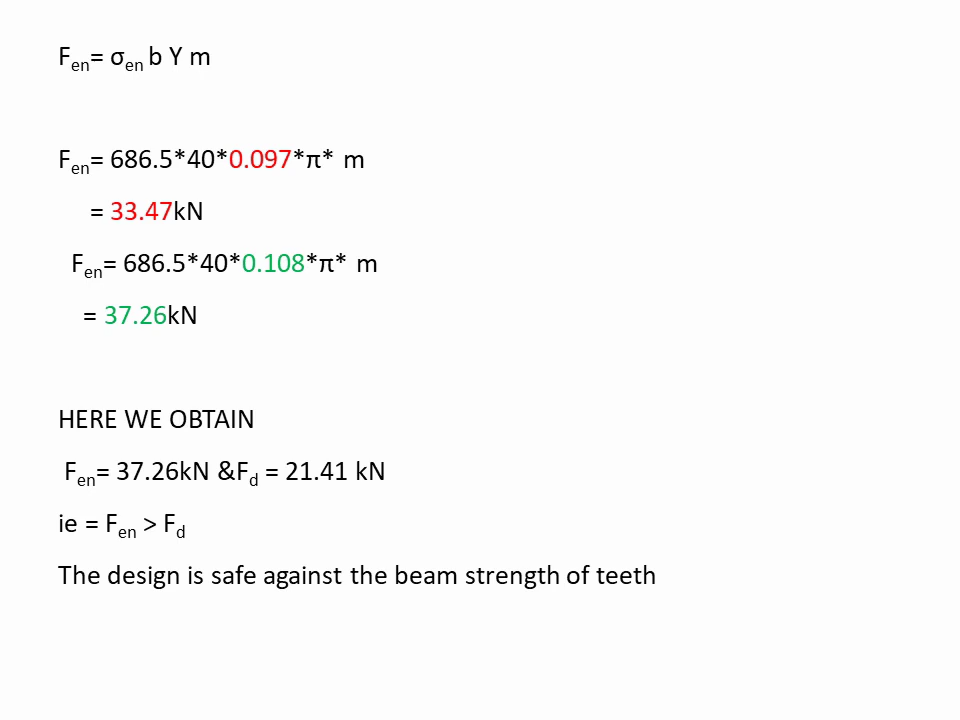 Fen= σen b Y m
Fen= 686.5*40*0.097*π* m
= 33.47kN
Fen= 686.5*40*0.108*π* m
= 37.26kN
HERE WE OBTAIN
Fen= 37.26kN &Fd = 21.41 kN
ie = Fen > Fd
The design is safe against the beam strength of teeth